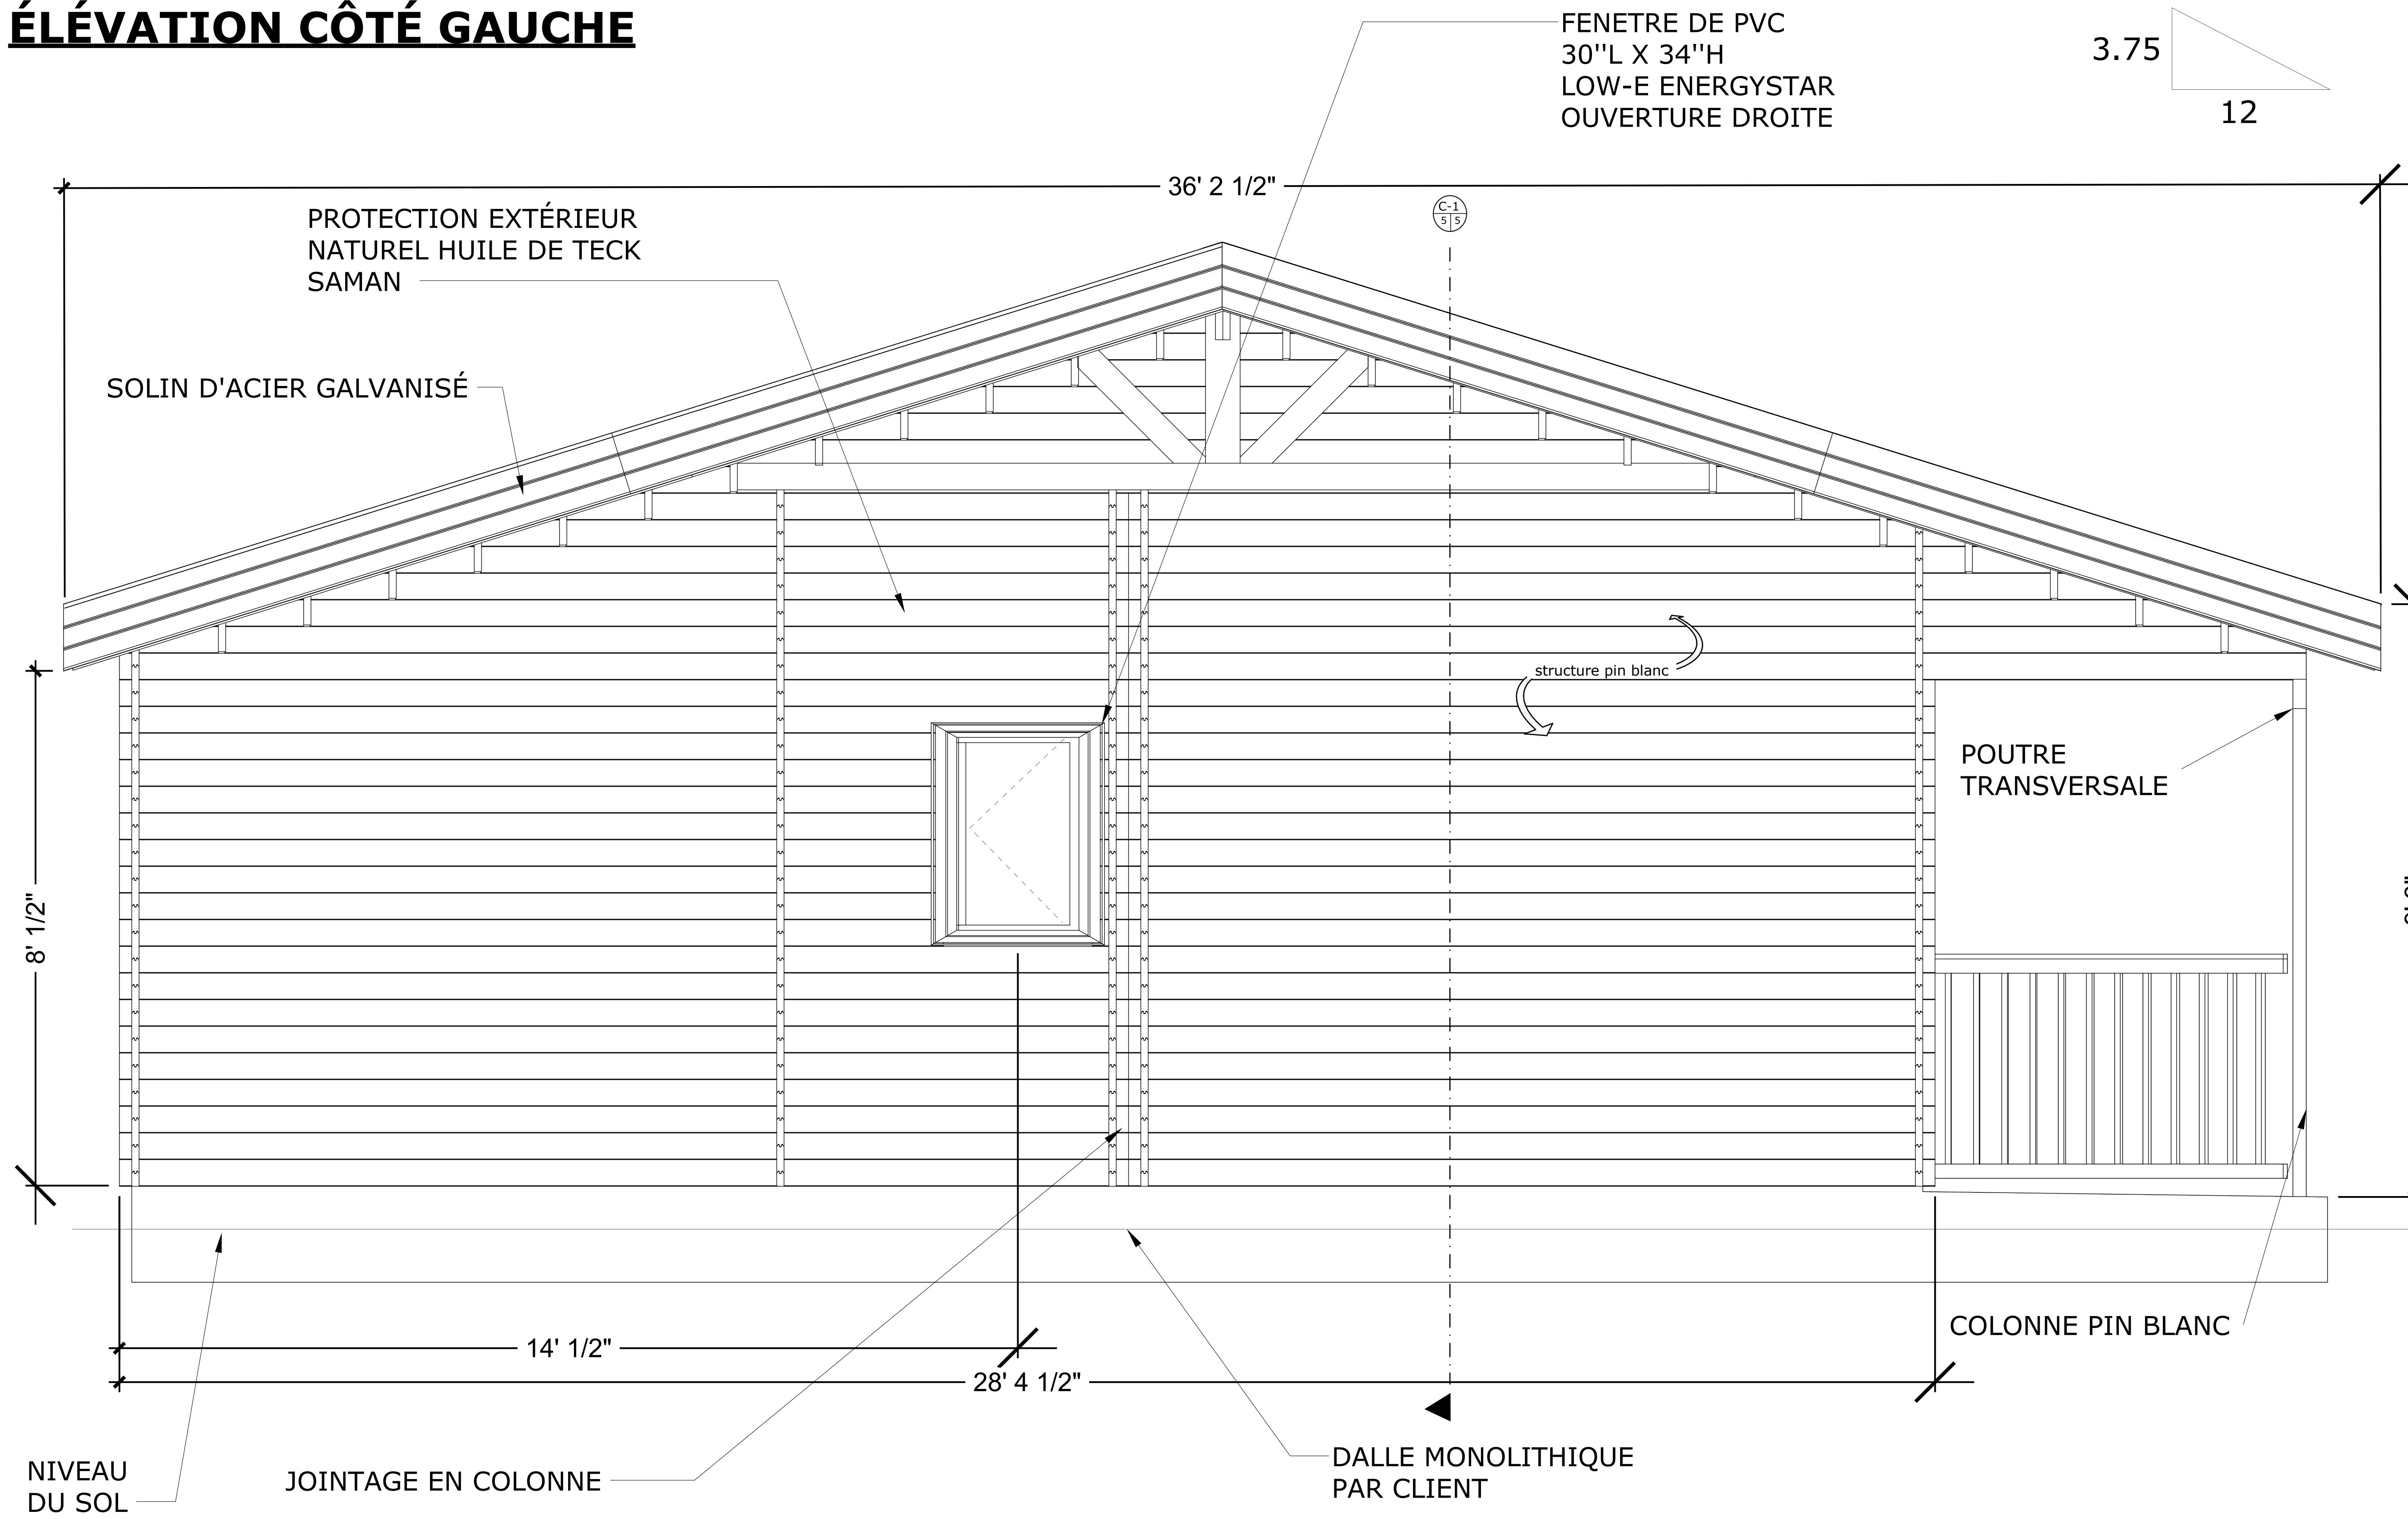 ÉLÉVATION CÔTÉ GAUCHE
FENETRE DE PVC
30''L X 34''H
LOW-E ENERGYSTAR
OUVERTURE DROITE
3.75
12
36' 2 1/2"
C-1
5 5
PROTECTION EXTÉRIEUR
NATUREL HUILE DE TECK
SAMAN
SOLIN D'ACIER GALVANISÉ
structure pin blanc
POUTRE
TRANSVERSALE
8' 1/2"
COLONNE PIN BLANC
14' 1/2"
28' 4 1/2"
NIVEAU
DU SOL
JOINTAGE EN COLONNE
DALLE MONOLITHIQUE
PAR CLIENT